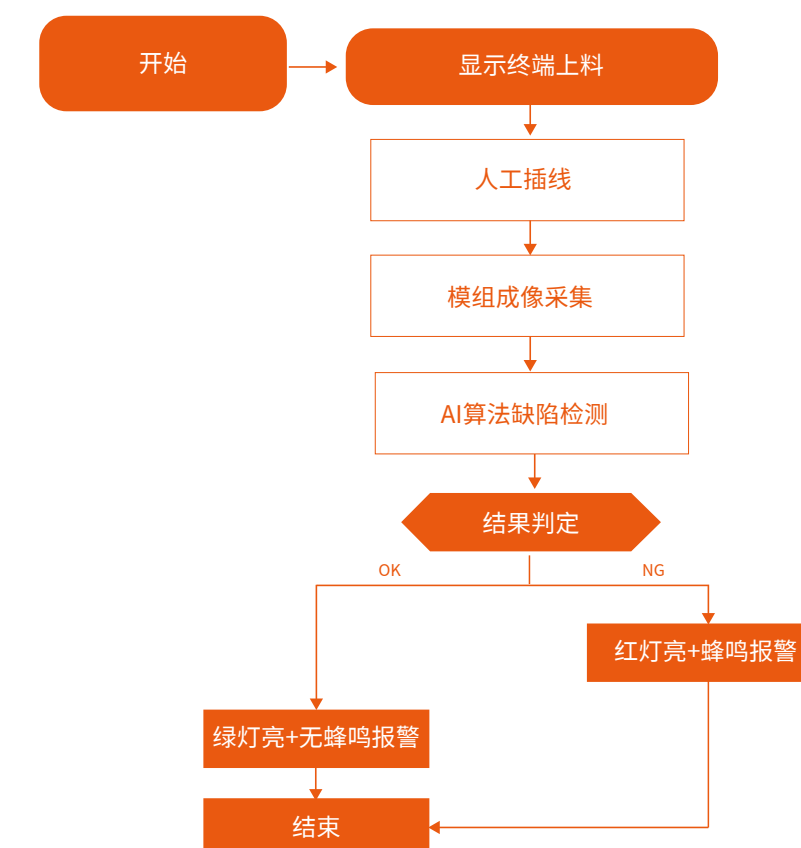 开始
显示终端上料
人工插线
模组成像采集
AI算法缺陷检测
结果判定
OK
NG
红灯亮+蜂鸣报警
绿灯亮+无蜂鸣报警
结束